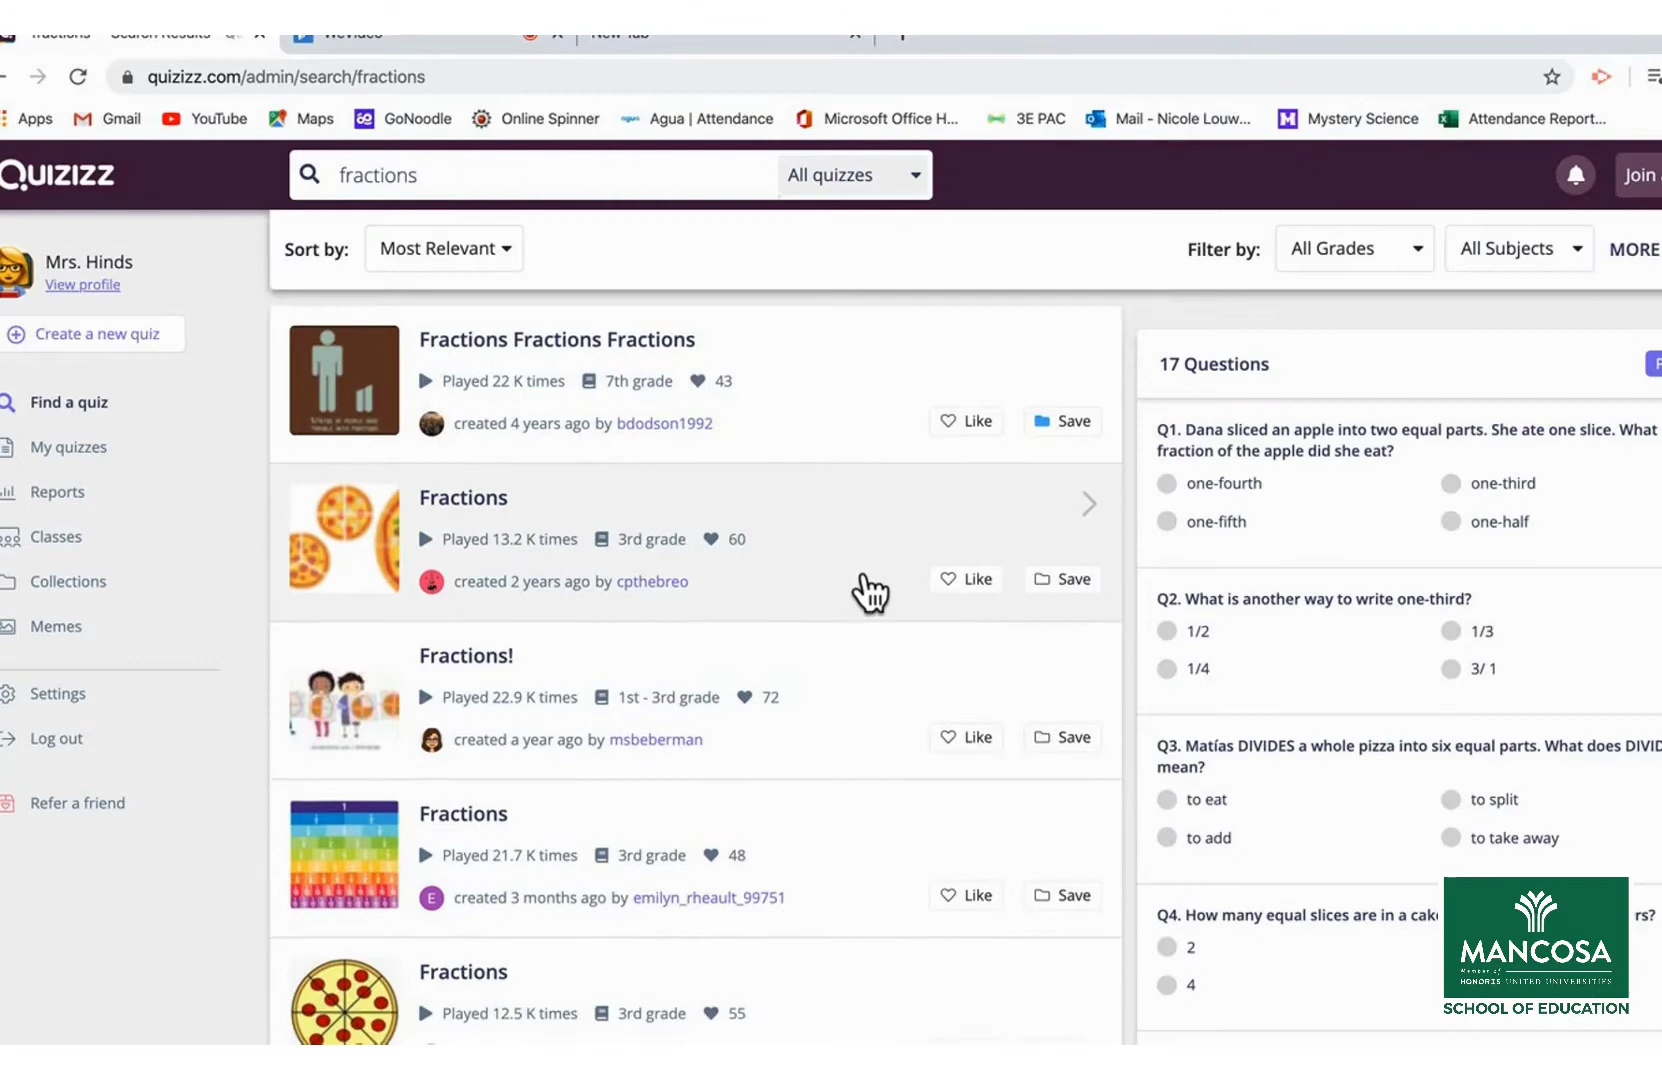 fractions Search Results
WeVideo
New Tab
quizizz.com/admin/search/fractions
Apps Gmail YouTube Maps GoNoodle Online Spinner Agua | Attendance Microsoft Office H... 3E PAC Mail - Nicole Louw... Mystery Science Attendance Report...
QUIZIZZ
fractions
All quizzes
Join
Sort by: Most Relevant
Filter by: All Grades All Subjects MORE
Mrs. Hinds
View profile
Create a new quiz
Find a quiz
My quizzes
Reports
Classes
Collections
Memes
Settings
Log out
Refer a friend
Fractions Fractions Fractions
Played 22 K times 7th grade 43
created 4 years ago by bdodson1992
Like Save
Fractions
Played 13.2 K times 3rd grade 60
created 2 years ago by cpthebreo
Like Save
Fractions!
Played 22.9 K times 1st - 3rd grade 72
created a year ago by msbeberman
Like Save
Fractions
Played 21.7 K times 3rd grade 48
E created 3 months ago by emilyn_rheault_99751
Like Save
Fractions
Played 12.5 K times 3rd grade 55
17 Questions
Q1. Dana sliced an apple into two equal parts. She ate one slice. What
fraction of the apple did she eat?
one-fourth one-third
one-fifth one-half
Q2. What is another way to write one-third?
1/2 1/3
1/4 3/ 1
Q3. Matías DIVIDES a whole pizza into six equal parts. What does DIVID
mean?
to eat to split
to add to take away
Q4. How many equal slices are in a cak rs?
2
4
MANCOSA
Member of
HONORIS UNITED UNIVERSITIES
SCHOOL OF EDUCATION